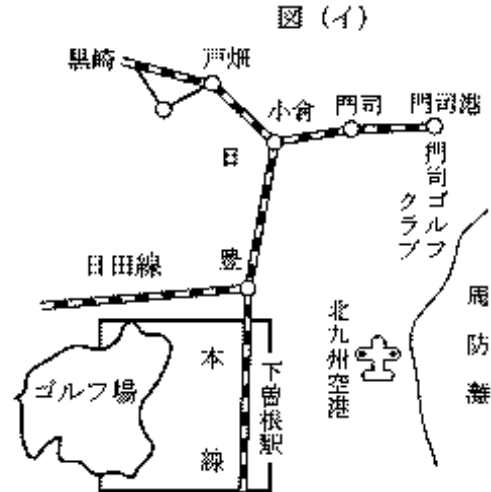 図(イ)
黒崎
戸畑
小倉
門司
門司港
門司ゴルフ
クラブ
日
豊
本
線
日田線
ゴルフ場
下曽根駅
北九州空港
周防灘